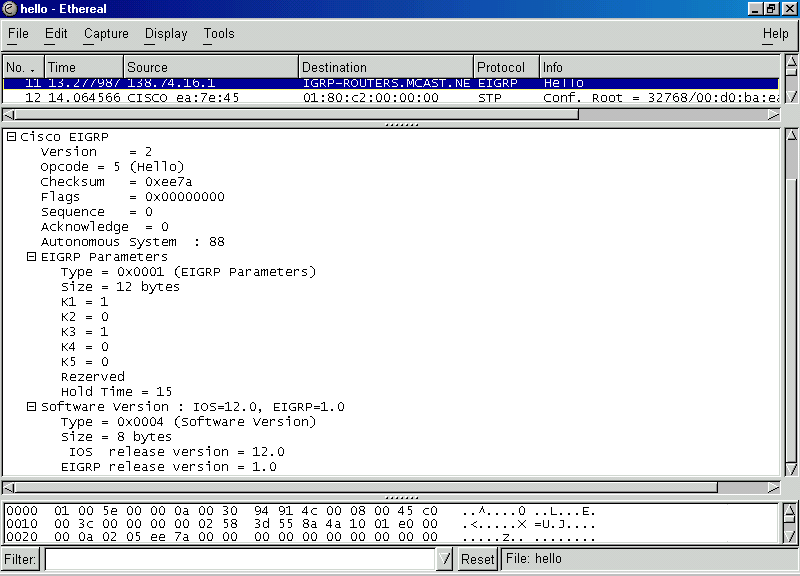 hello - Ethereal
File Edit Capture Display Tools Help
No. . Time Source Destination Protocol Info
11 13.277987 138.74.16.1 IGRP-ROUTERS.MCAST.NE EIGRP Hello
12 14.064566 CISCO ea:7e:45 01:80:c2:00:00:00 STP Conf. Root = 32768/00:d0:ba:ea
Cisco EIGRP
Version = 2
Opcode = 5 (Hello)
Checksum = 0xee7a
Flags = 0x00000000
Sequence = 0
Acknowledge = 0
Autonomous System : 88
EIGRP Parameters
Type = 0x0001 (EIGRP Parameters)
Size = 12 bytes
K1 = 1
K2 = 0
K3 = 1
K4 = 0
K5 = 0
Rezerved
Hold Time = 15
Software Version : IOS=12.0, EIGRP=1.0
Type = 0x0004 (Software Version)
Size = 8 bytes
IOS release version = 12.0
EIGRP release version = 1.0
0000 01 00 5e 00 00 0a 00 30 94 91 4c 00 08 00 45 c0 ..^....0 ..L...E.
0010 00 3c 00 00 00 00 02 58 3d 55 8a 4a 10 01 e0 00 .<.....X =U.J....
0020 00 0a 02 05 ee 7a 00 00 00 00 00 00 00 00 00 00 .....z.. ........
Filter: Reset File: hello